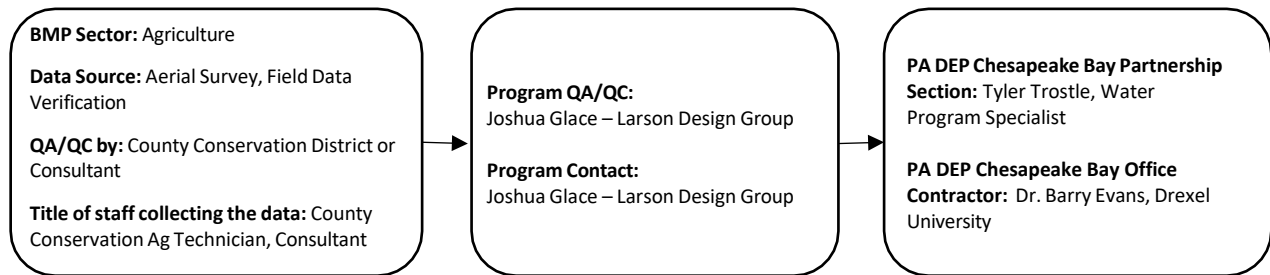 BMP Sector: Agriculture
Data Source: Aerial Survey, Field Data
Verification
QA/QC by: County Conservation District or
Consultant
Title of staff collecting the data: County
Conservation Ag Technician, Consultant
Program QA/QC:
Joshua Glace – Larson Design Group
Program Contact:
Joshua Glace – Larson Design Group
PA DEP Chesapeake Bay Partnership
Section: Tyler Trostle, Water
Program Specialist
PA DEP Chesapeake Bay Office
Contractor: Dr. Barry Evans, Drexel
University